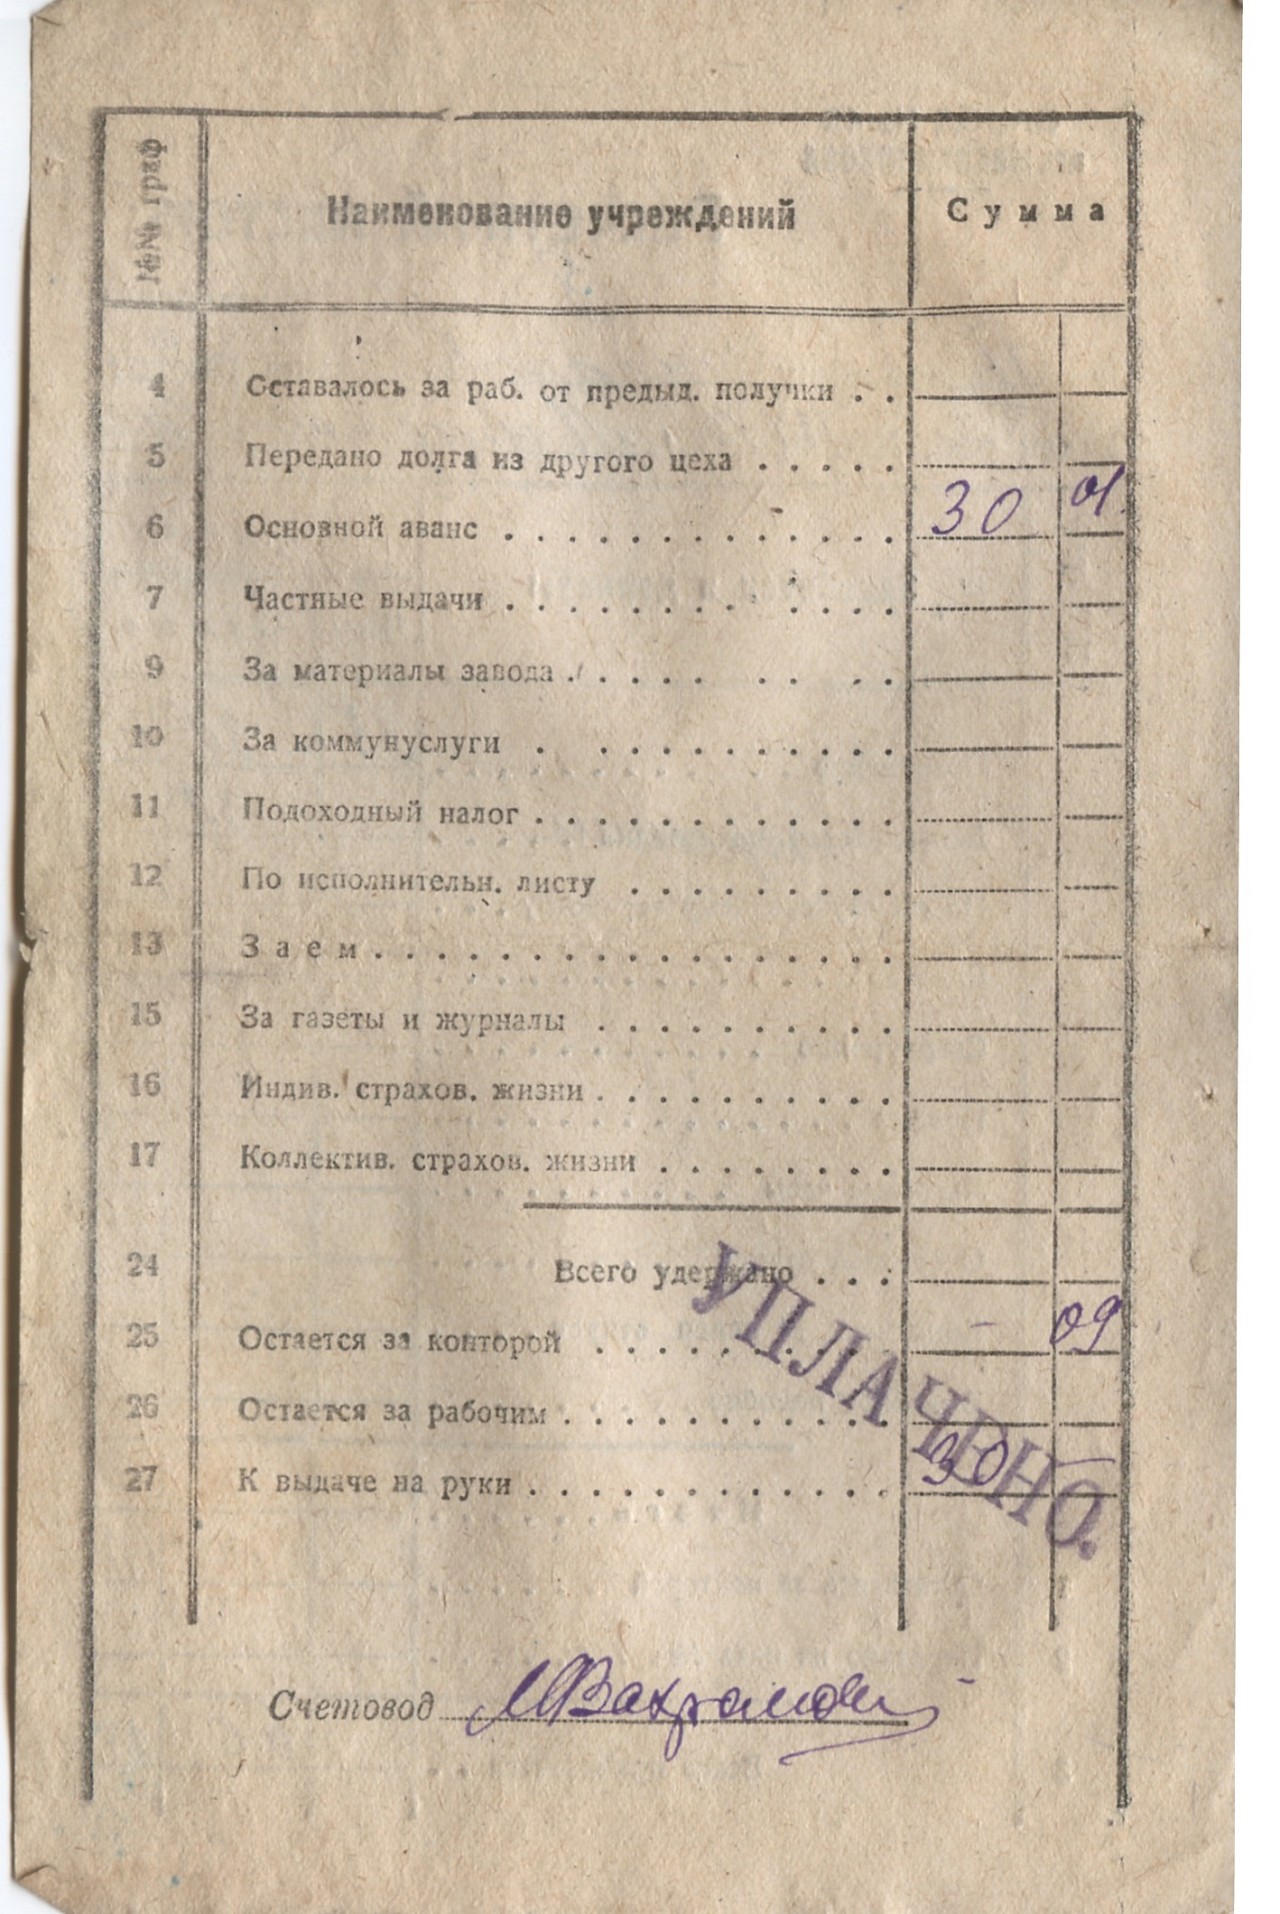 №№ граф Наименование учреждений Сумма
4 Оставалось за раб. от предыд. получки . .
5 Передано долга из другого цеха . . . . .
6 Основной аванс . . . . . . . . . . . . . 30 01
7 Частные выдачи . . . . . . . . . . . .
9 За материалы завода . . . . . . . . .
10 За коммунуслуги . . . . . . . . . . .
11 Подоходный налог . . . . . . . . . . . .
12 По исполнительн. листу . . . . . . . . .
13 Заем . . . . . . . . . . . . . . . . .
15 За газеты и журналы . . . . . . . . . .
16 Индив. страхов. жизни . . . . . . . . . .
17 Коллектив. страхов. жизни . . . . . . . .
24 Всего удержано . . .
25 Остается за конторой . . . . . . . . . . – 09
26 Остается за рабочим . . . . . . . . . . .
27 К выдаче на руки . . . . . . . . . . . . 30 –
УПЛАЧЕНО.
Счетовод